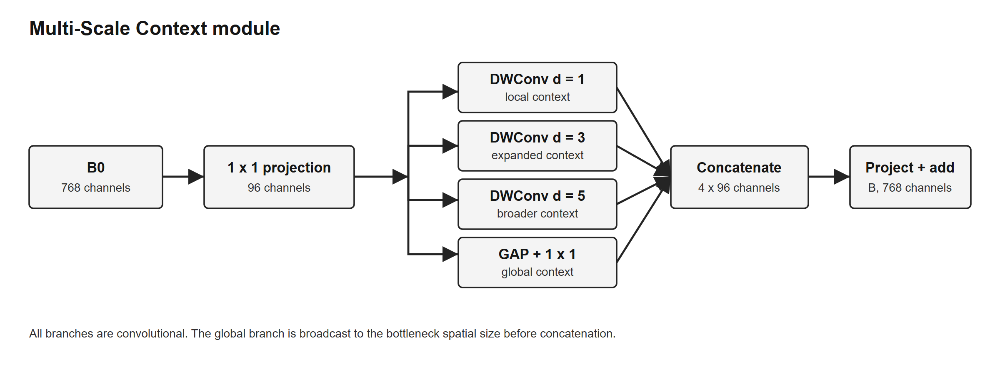 Multi-Scale Context module
B0
768 channels
1 x 1 projection
96 channels
DWConv d = 1
local context
DWConv d = 3
expanded context
DWConv d = 5
broader context
GAP + 1 x 1
global context
Concatenate
4 x 96 channels
Project + add
B, 768 channels
All branches are convolutional. The global branch is broadcast to the bottleneck spatial size before concatenation.